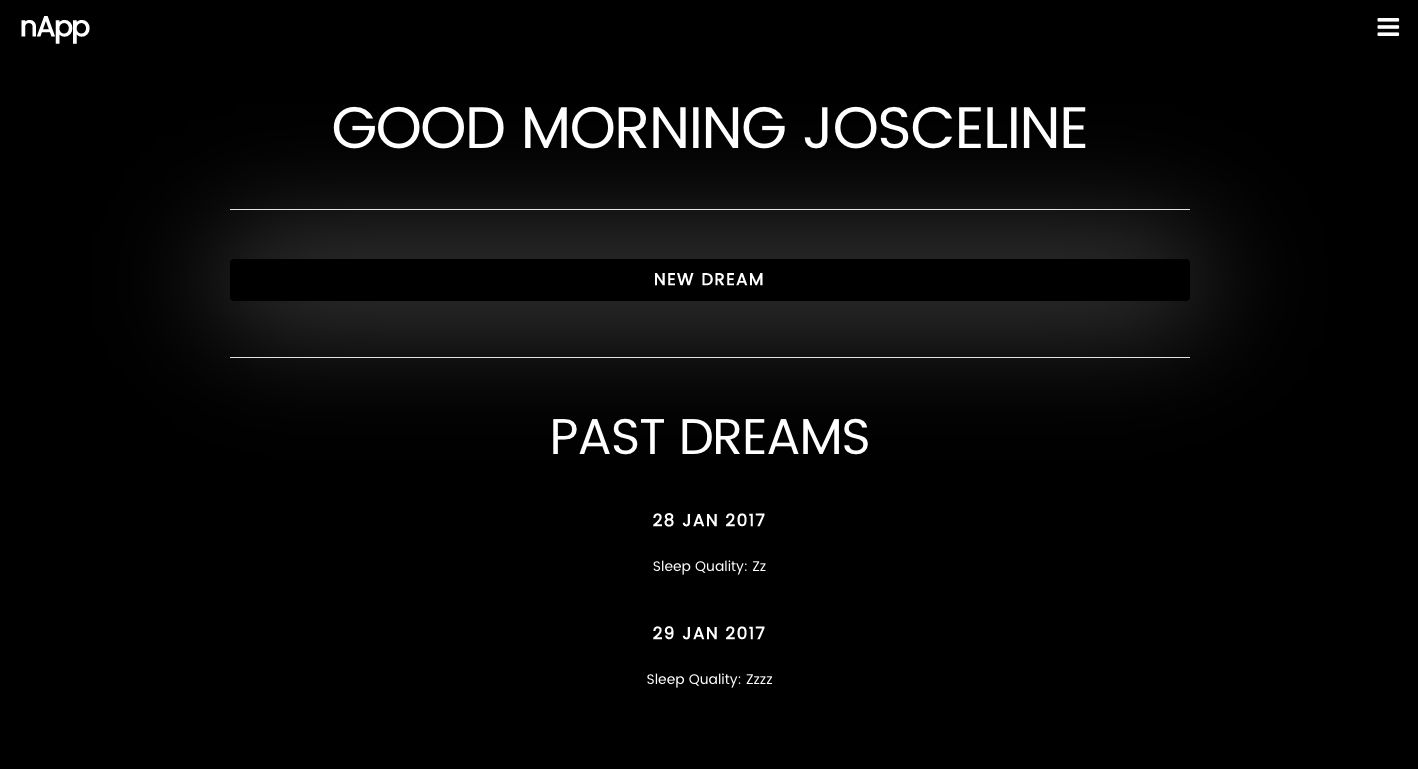 nApp
GOOD MORNING JOSCELINE
NEW DREAM
PAST DREAMS
28 JAN 2017
Sleep Quality: Zz
29 JAN 2017
Sleep Quality: Zzzz